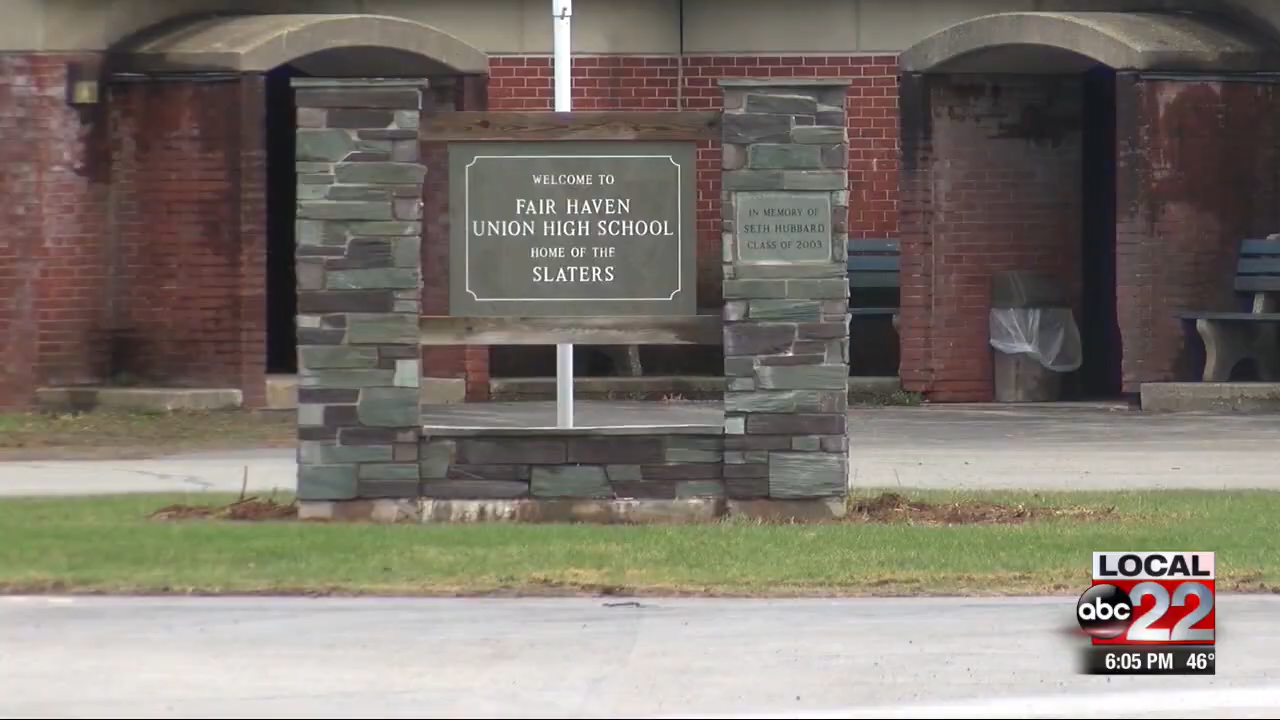 WELCOME TO
FAIR HAVEN
UNION HIGH SCHOOL
HOME OF THE
SLATERS
IN MEMORY OF
SETH HUBBARD
CLASS OF 2003
LOCAL
abc 22
6:05 PM 46°